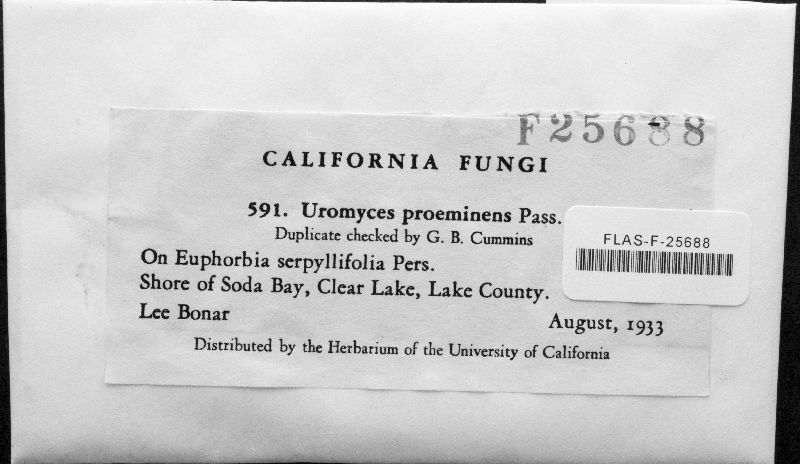 F25688
CALIFORNIA FUNGI
591. Uromyces proeminens Pass.
Duplicate checked by G. B. Cummins
FLAS-F-25688
On Euphorbia serpyllifolia Pers.
Shore of Soda Bay, Clear Lake, Lake County.
Lee Bonar
August, 1933
Distributed by the Herbarium of the University of California